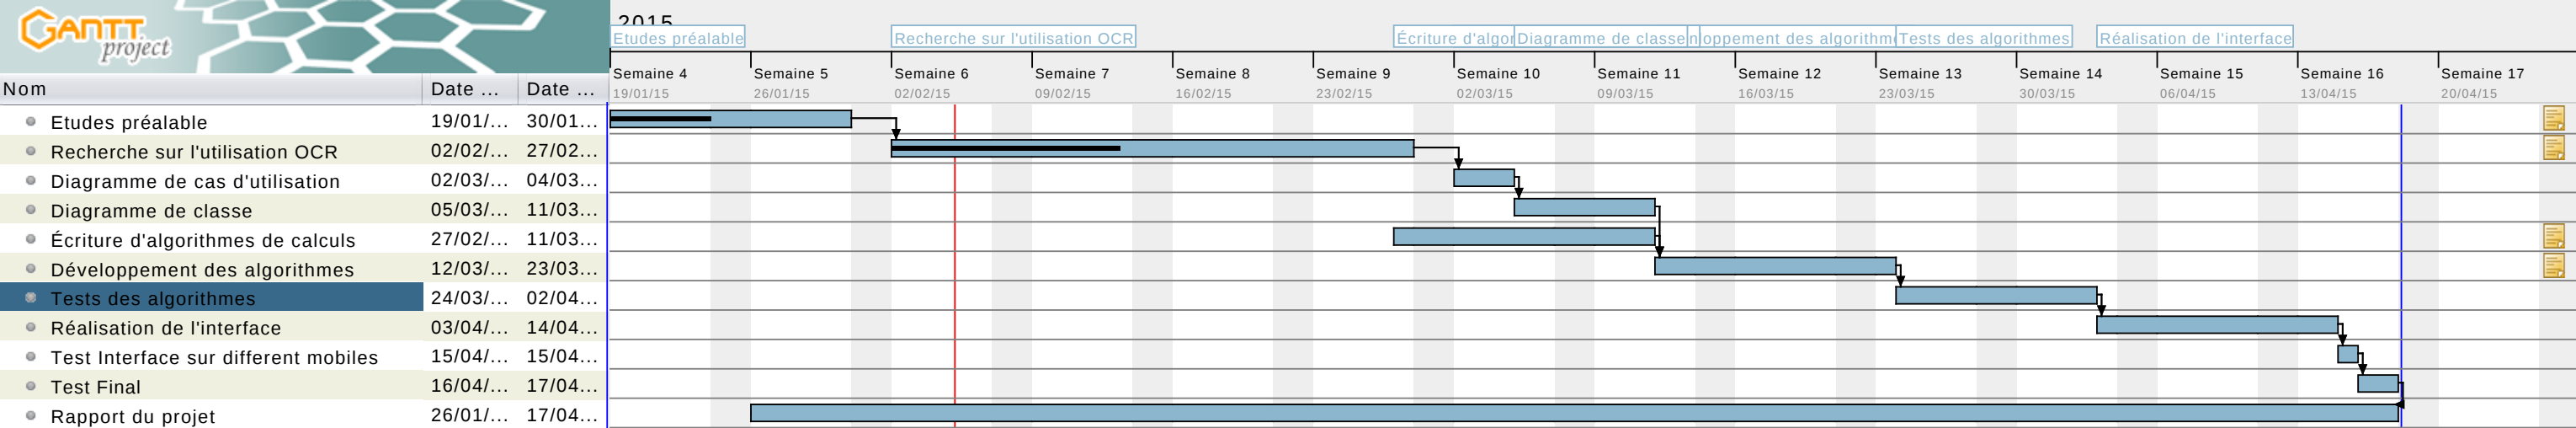 GANTT
project
2015
Etudes préalable Recherche sur l'utilisation OCR Écriture d'algor Diagramme de classe n oppement des algorithm Tests des algorithmes Réalisation de l'interface
Semaine 4 Semaine 5 Semaine 6 Semaine 7 Semaine 8 Semaine 9 Semaine 10 Semaine 11 Semaine 12 Semaine 13 Semaine 14 Semaine 15 Semaine 16 Semaine 17
19/01/15 26/01/15 02/02/15 09/02/15 16/02/15 23/02/15 02/03/15 09/03/15 16/03/15 23/03/15 30/03/15 06/04/15 13/04/15 20/04/15
Nom Date ... Date ...
Etudes préalable 19/01/... 30/01...
Recherche sur l'utilisation OCR 02/02/... 27/02...
Diagramme de cas d'utilisation 02/03/... 04/03...
Diagramme de classe 05/03/... 11/03...
Écriture d'algorithmes de calculs 27/02/... 11/03...
Développement des algorithmes 12/03/... 23/03...
Tests des algorithmes 24/03/... 02/04...
Réalisation de l'interface 03/04/... 14/04...
Test Interface sur different mobiles 15/04/... 15/04...
Test Final 16/04/... 17/04...
Rapport du projet 26/01/... 17/04...